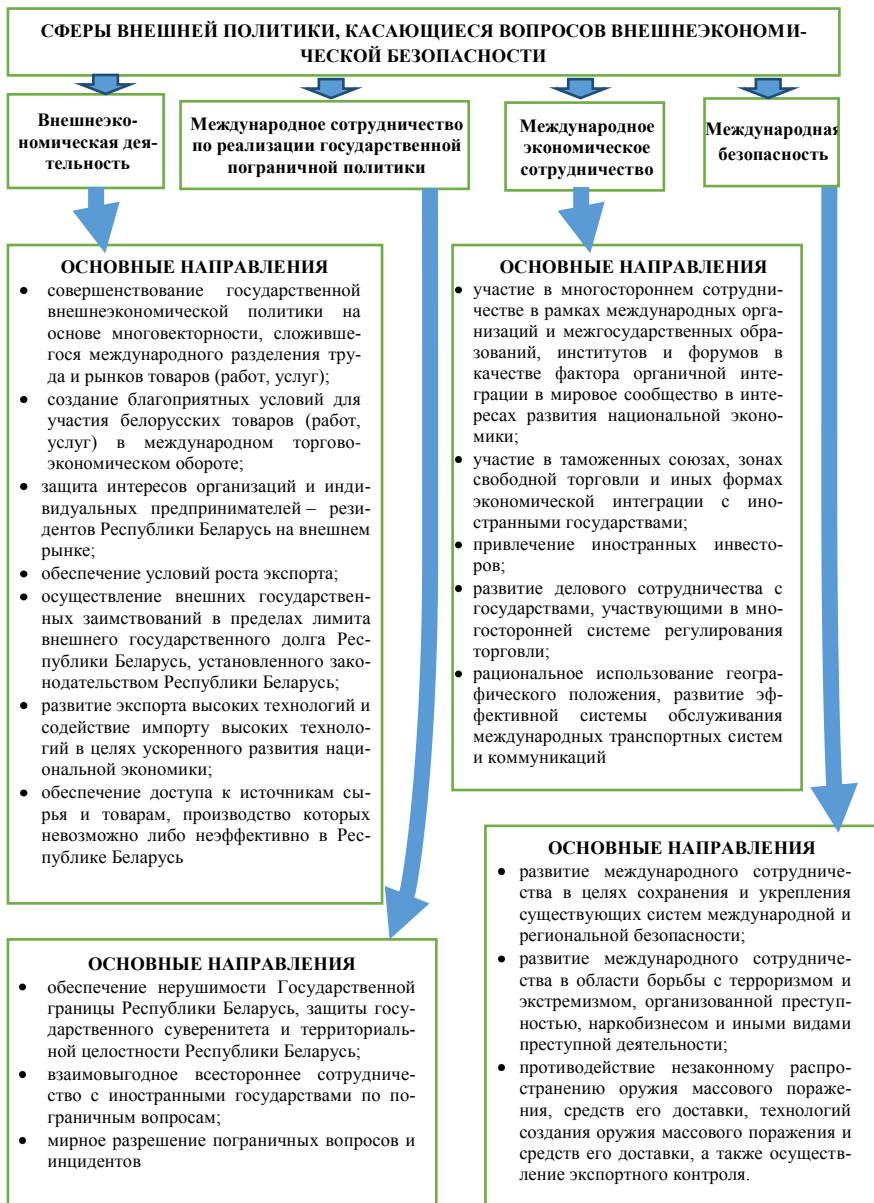 СФЕРЫ ВНЕШНЕЙ ПОЛИТИКИ, КАСАЮЩИЕСЯ ВОПРОСОВ ВНЕШНЕЭКОНОМИ-
ЧЕСКОЙ БЕЗОПАСНОСТИ
Внешнеэко-
номическая дея-
тельность
Международное сотрудничество
по реализации государственной
пограничной политики
Международное
экономическое
сотрудничество
Международная
безопасность
ОСНОВНЫЕ НАПРАВЛЕНИЯ
• совершенствование государственной
внешнеэкономической политики на
основе многовекторности, сложивше-
гося международного разделения тру-
да и рынков товаров (работ, услуг);
• создание благоприятных условий для
участия белорусских товаров (работ,
услуг) в международном торгово-
экономическом обороте;
• защита интересов организаций и инди-
видуальных предпринимателей – рези-
дентов Республики Беларусь на внешнем
рынке;
• обеспечение условий роста экспорта;
• осуществление внешних государствен-
ных заимствований в пределах лимита
внешнего государственного долга Рес-
публики Беларусь, установленного зако-
нодательством Республики Беларусь;
• развитие экспорта высоких технологий и
содействие импорту высоких техноло-
гий в целях ускоренного развития наци-
ональной экономики;
• обеспечение доступа к источникам сы-
рья и товарам, производство которых
невозможно либо неэффективно в Рес-
публике Беларусь
ОСНОВНЫЕ НАПРАВЛЕНИЯ
• участие в многостороннем сотрудни-
честве в рамках международных орга-
низаций и межгосударственных обра-
зований, институтов и форумов в
качестве фактора органичной инте-
грации в мировое сообщество в инте-
ресах развития национальной эконо-
мики;
• участие в таможенных союзах, зонах
свободной торговли и иных формах
экономической интеграции с ино-
странными государствами;
• привлечение иностранных инвесто-
ров;
• развитие делового сотрудничества с
государствами, участвующими в мно-
госторонней системе регулирования
торговли;
• рациональное использование геогра-
фического положения, развитие эф-
фективной системы обслуживания
международных транспортных систем
и коммуникаций
ОСНОВНЫЕ НАПРАВЛЕНИЯ
• обеспечение нерушимости Государственной
границы Республики Беларусь, защиты госу-
дарственного суверенитета и территориаль-
ной целостности Республики Беларусь;
• взаимовыгодное всестороннее сотрудниче-
ство с иностранными государствами по по-
граничным вопросам;
• мирное разрешение пограничных вопросов и
инцидентов
ОСНОВНЫЕ НАПРАВЛЕНИЯ
• развитие международного сотрудниче-
ства в целях сохранения и укрепления
существующих систем международной и
региональной безопасности;
• развитие международного сотрудниче-
ства в области борьбы с терроризмом и
экстремизмом, организованной преступ-
ностью, наркобизнесом и иными видами
преступной деятельности;
• противодействие незаконному распро-
странению оружия массового пораже-
ния, средств его доставки, технологий
создания оружия массового поражения и
средств его доставки, а также осуществ-
ление экспортного контроля.